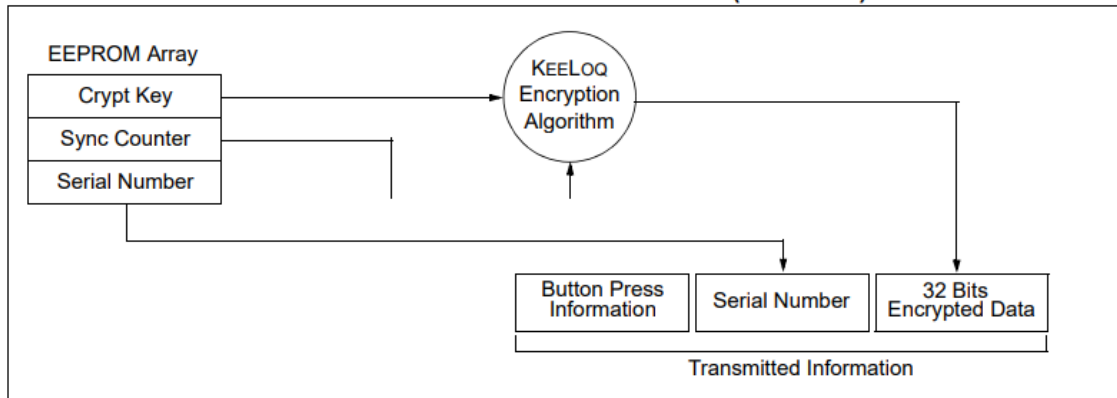 EEPROM Array
Crypt Key
Sync Counter
Serial Number
KEELOQ
Encryption
Algorithm
Button Press
Information
Serial Number
32 Bits
Encrypted Data
Transmitted Information